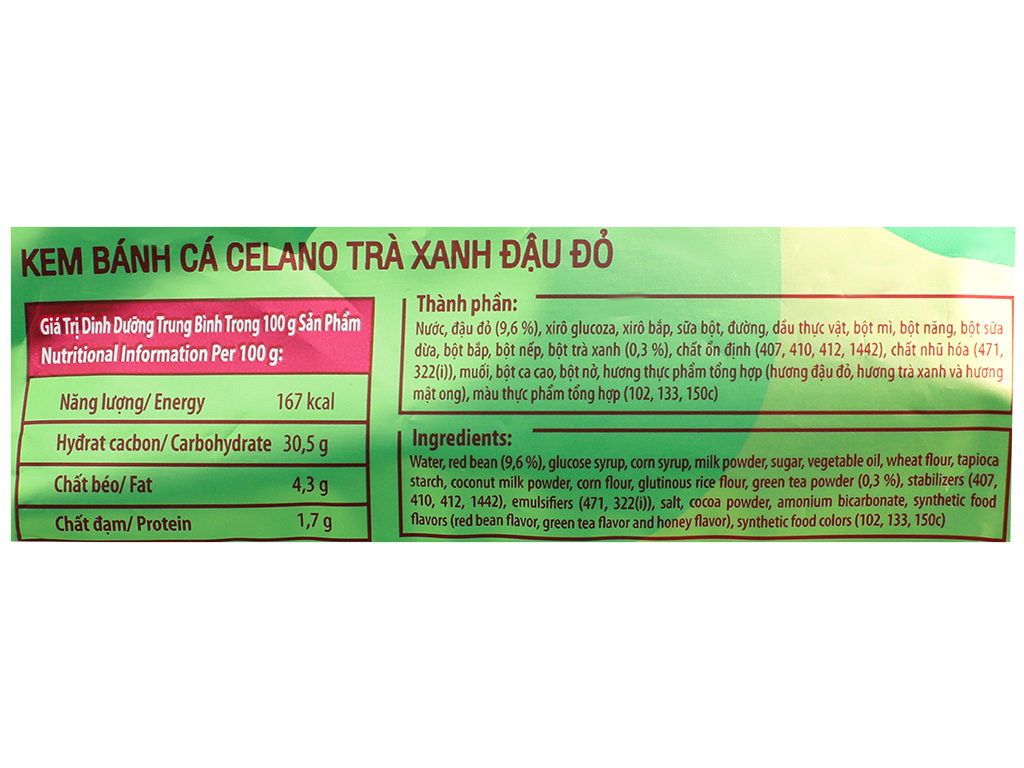 KEM BÁNH CÁ CELANO TRÀ XANH ĐẬU ĐỎ
Giá Trị Dinh Dưỡng Trung Bình Trong 100 g Sản Phẩm
Nutritional Information Per 100 g:
Năng lượng/ Energy 167 kcal
Hyđrat cacbon/ Carbohydrate 30,5 g
Chất béo/ Fat 4,3 g
Chất đạm/ Protein 1,7 g
Thành phần:
Nước, đậu đỏ (9,6 %), xirô glucoza, xirô bắp, sữa bột, đường, dầu thực vật, bột mì, bột năng, bột sữa
dừa, bột bắp, bột nếp, bột trà xanh (0,3 %), chất ổn định (407, 410, 412, 1442), chất nhũ hóa (471,
322(i)), muối, bột ca cao, bột nở, hương thực phẩm tổng hợp (hương đậu đỏ, hương trà xanh và hương
mật ong), màu thực phẩm tổng hợp (102, 133, 150c)
Ingredients:
Water, red bean (9,6 %), glucose syrup, corn syrup, milk powder, sugar, vegetable oil, wheat flour, tapioca
starch, coconut milk powder, corn flour, glutinous rice flour, green tea powder (0,3 %), stabilizers (407,
410, 412, 1442), emulsifiers (471, 322(i)), salt, cocoa powder, amonium bicarbonate, synthetic food
flavors (red bean flavor, green tea flavor and honey flavor), synthetic food colors (102, 133, 150c)